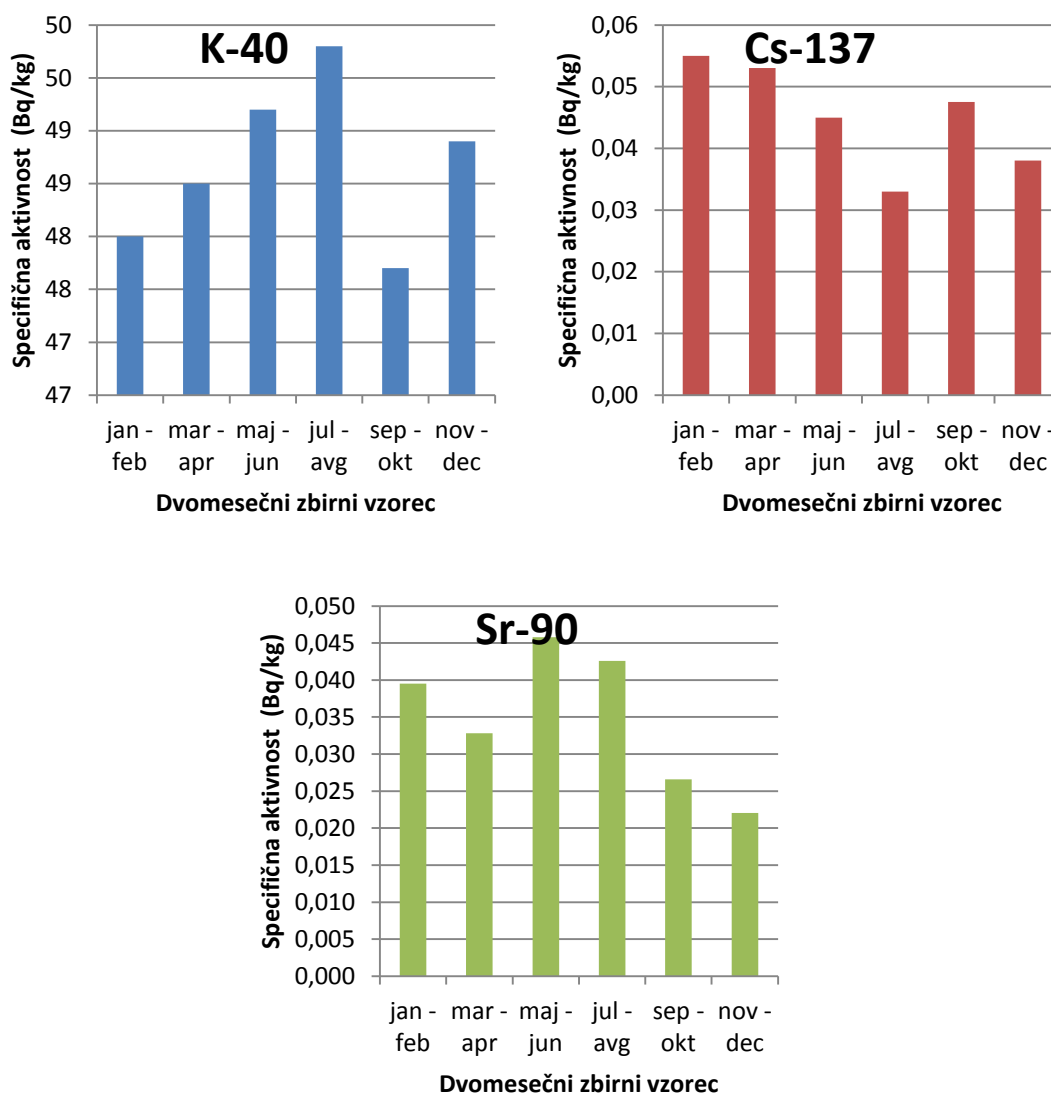 K-40
Specifična aktivnost (Bq/kg)
50
50
49
49
48
48
47
47
jan - mar - maj - jul - sep - nov -
feb apr jun avg okt dec
Dvomesečni zbirni vzorec
Cs-137
Specifična aktivnost (Bq/kg)
0,06
0,05
0,04
0,03
0,02
0,01
0,00
jan - mar - maj - jul - sep - nov -
feb apr jun avg okt dec
Dvomesečni zbirni vzorec
Sr-90
Specifična aktivnost (Bq/kg)
0,050
0,045
0,040
0,035
0,030
0,025
0,020
0,015
0,010
0,005
0,000
jan - mar - maj - jul - sep - nov -
feb apr jun avg okt dec
Dvomesečni zbirni vzorec